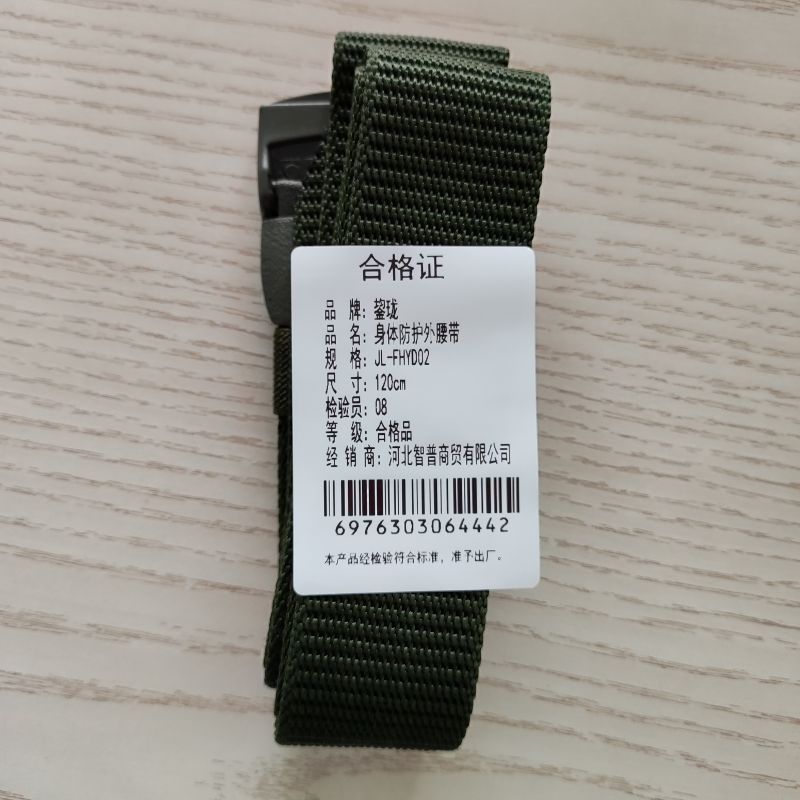 合格证
品 牌: 鋆珑
品 名: 身体防护外腰带
规 格: JL-FHYD02
尺 寸: 120cm
检验员: 08
等 级: 合格品
经 销 商: 河北智普商贸有限公司
6976303064442
本产品经检验符合标准，准予出厂。